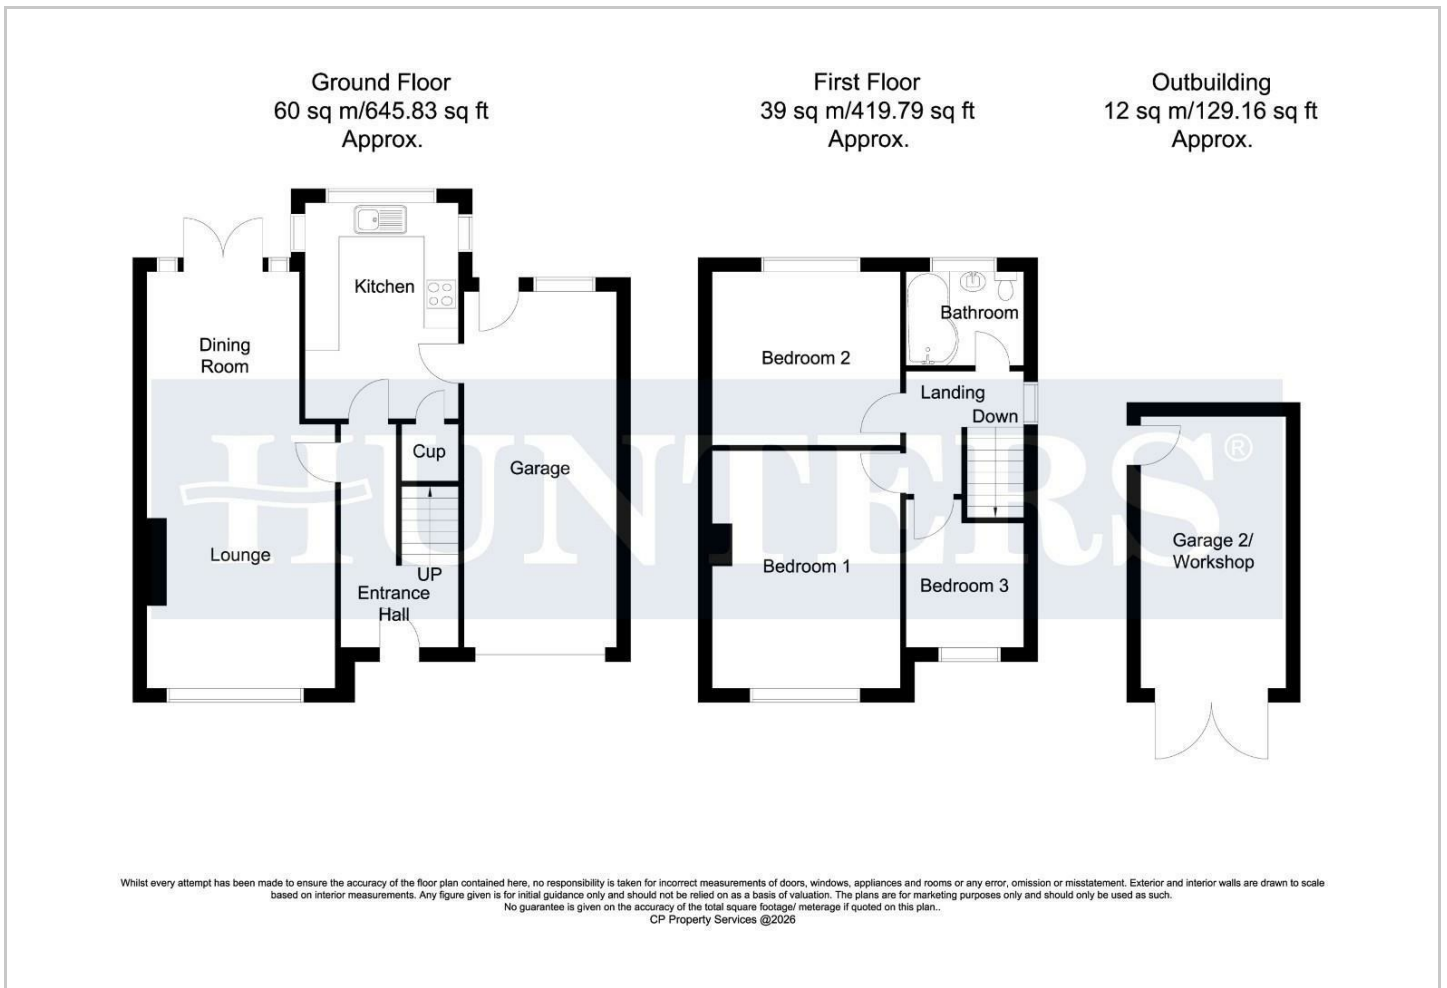 Ground Floor
60 sq m/645.83 sq ft
Approx.
First Floor
39 sq m/419.79 sq ft
Approx.
Outbuilding
12 sq m/129.16 sq ft
Approx.
Kitchen
Dining
Room
Cup
Garage
Lounge
UP
Entrance
Hall
Bathroom
Bedroom 2
Landing
Down
Bedroom 1
Bedroom 3
Garage 2/
Workshop
HUNTERS®
Whilst every attempt has been made to ensure the accuracy of the floor plan contained here, no responsibility is taken for incorrect measurements of doors, windows, appliances and rooms or any error, omission or misstatement. Exterior and interior walls are drawn to scale
based on interior measurements. Any figure given is for initial guidance only and should not be relied on as a basis of valuation. The plans are for marketing purposes only and should only be used as such.
No guarantee is given on the accuracy of the total square footage/ meterage if quoted on this plan..
CP Property Services @2026